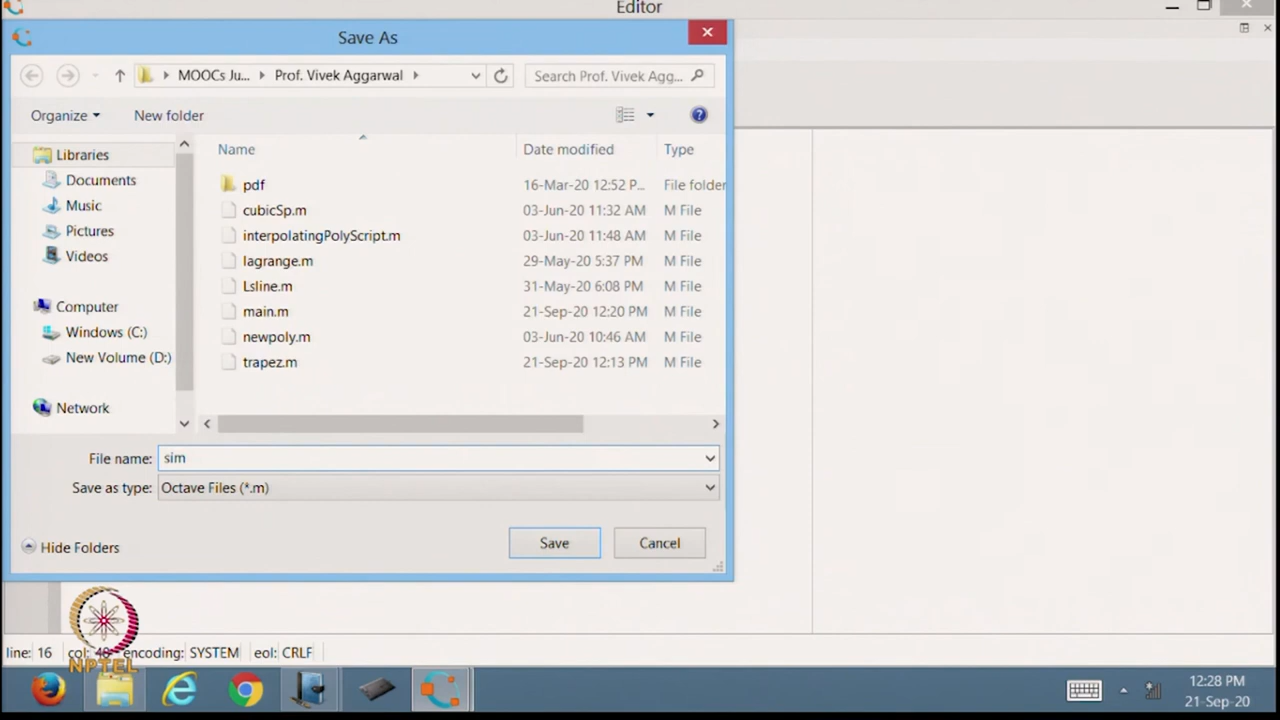 Editor
Save As
MOOCs Ju... Prof. Vivek Aggarwal
Search Prof. Vivek Agg...
Organize New folder
Name Date modified Type
Libraries
Documents
Music
Pictures
Videos
Computer
Windows (C:)
New Volume (D:)
Network
pdf 16-Mar-20 12:52 P... File folder
cubicSp.m 03-Jun-20 11:32 AM M File
interpolatingPolyScript.m 03-Jun-20 11:48 AM M File
lagrange.m 29-May-20 5:37 PM M File
Lsline.m 31-May-20 6:08 PM M File
main.m 21-Sep-20 12:20 PM M File
newpoly.m 03-Jun-20 10:46 AM M File
trapez.m 21-Sep-20 12:13 PM M File
File name: sim
Save as type: Octave Files (*.m)
Hide Folders Save Cancel
line: 16 col: encoding: SYSTEM eol: CRLF
NPTEL
12:28 PM
21-Sep-20